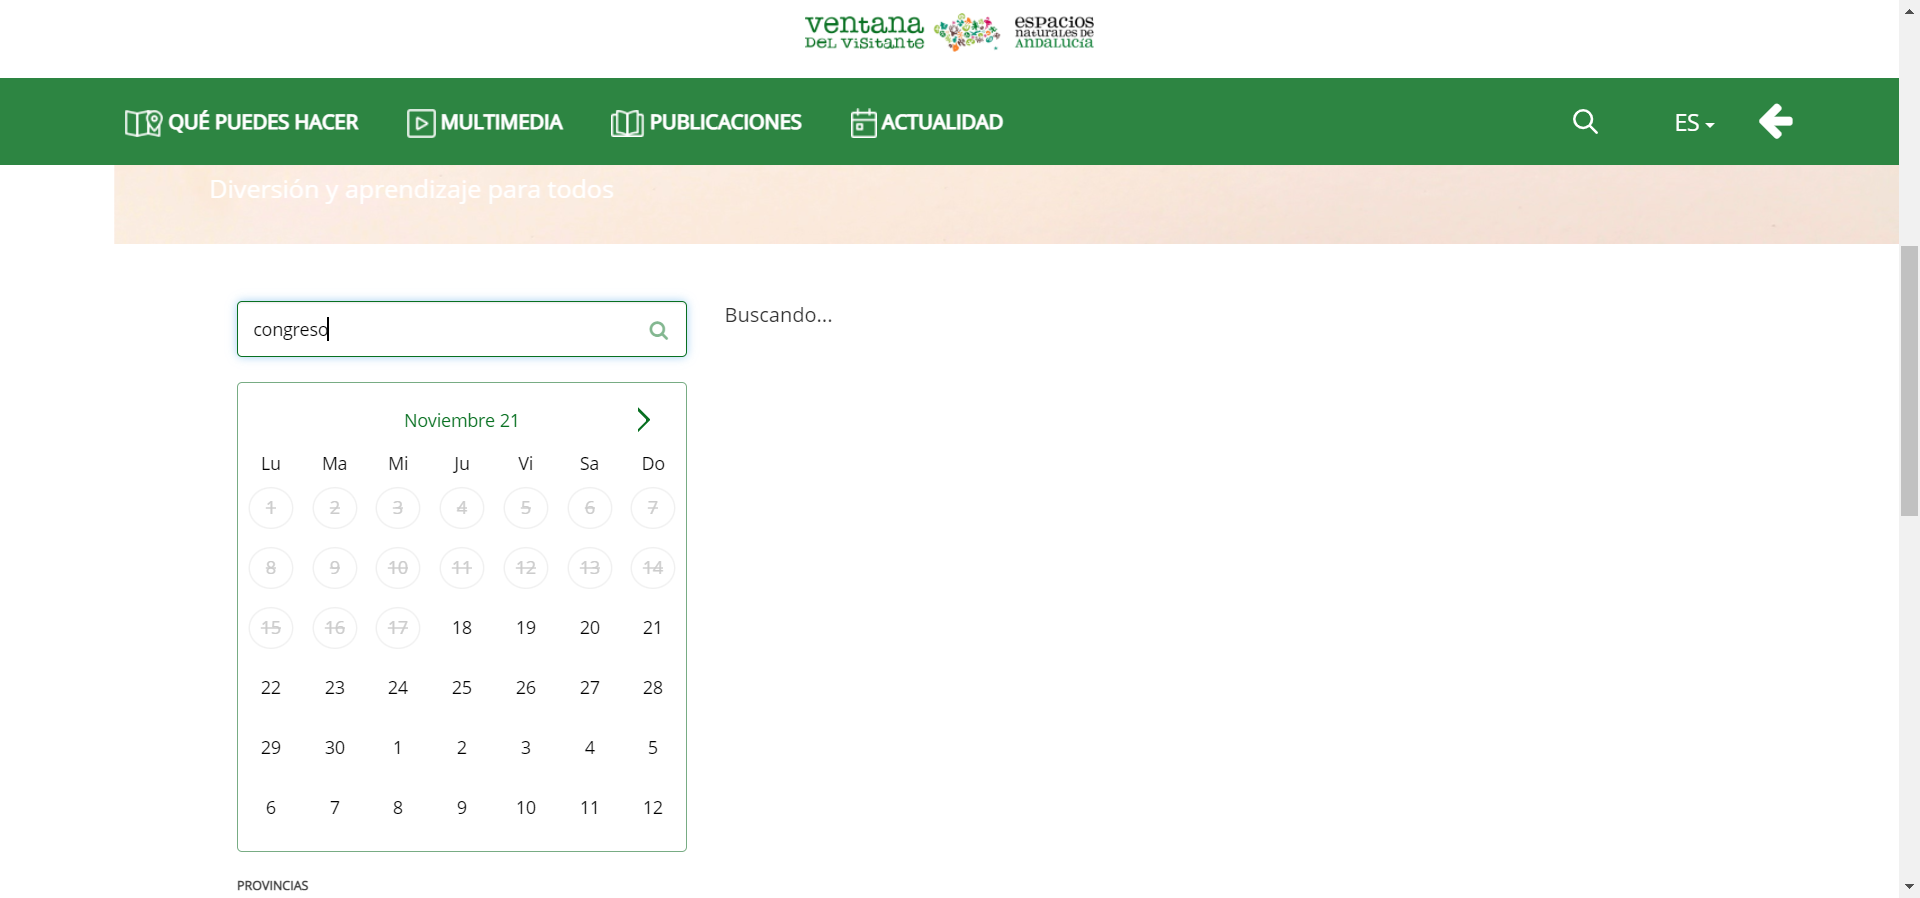 ventana
DEL VISITANTE
espacios
naturales de
ANDALUCÍA
QUÉ PUEDES HACER
MULTIMEDIA
PUBLICACIONES
ACTUALIDAD
ES
Diversión y aprendizaje para todos
congreso
Buscando...
Noviembre 21
Lu Ma Mi Ju Vi Sa Do
1 2 3 4 5 6 7
8 9 10 11 12 13 14
15 16 17 18 19 20 21
22 23 24 25 26 27 28
29 30 1 2 3 4 5
6 7 8 9 10 11 12
PROVINCIAS